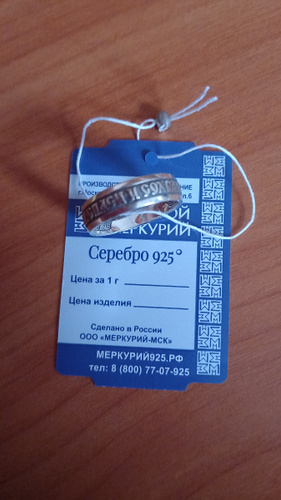 ПРОИЗВОДСТ
МЕРКУРИЙ
Серебро 925°
Цена за 1 г
Цена изделия
Сделано в России
ООО «МЕРКУРИЙ-МСК»
МЕРКУРИЙ925.РФ
тел: 8 (800) 77-07-925